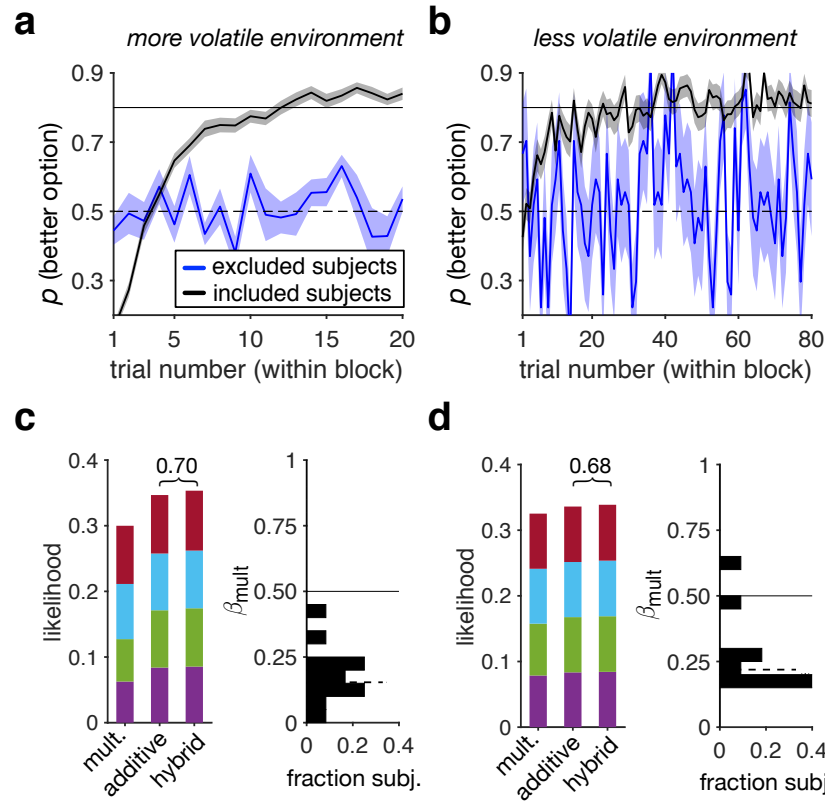 a
more volatile environment
p (better option)
0.9
0.7
0.5
0.3
excluded subjects
included subjects
1
5
10
15
20
trial number (within block)
b
less volatile environment
p (better option)
0.9
0.7
0.5
0.3
1
20
40
60
80
trial number (within block)
c
likelihood
0.4
0.3
0.2
0.1
0
0.70
mult.
additive
hybrid
βmult
1
0.75
0.50
0.25
0
0
0.2
0.4
fraction subj.
d
likelihood
0.4
0.3
0.2
0.1
0
0.68
mult.
additive
hybrid
βmult
1
0.75
0.50
0.25
0
0
0.2
0.4
fraction subj